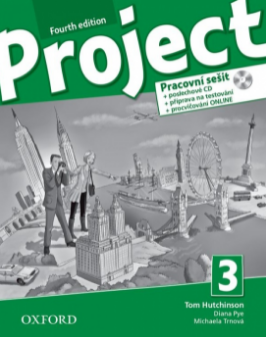 Fourth edition
Project
Pracovní sešit
+ poslechové CD
+ příprava na testování
+ procvičování ONLINE
3
Tom Hutchinson
Diana Pye
Michaela Trnová
OXFORD